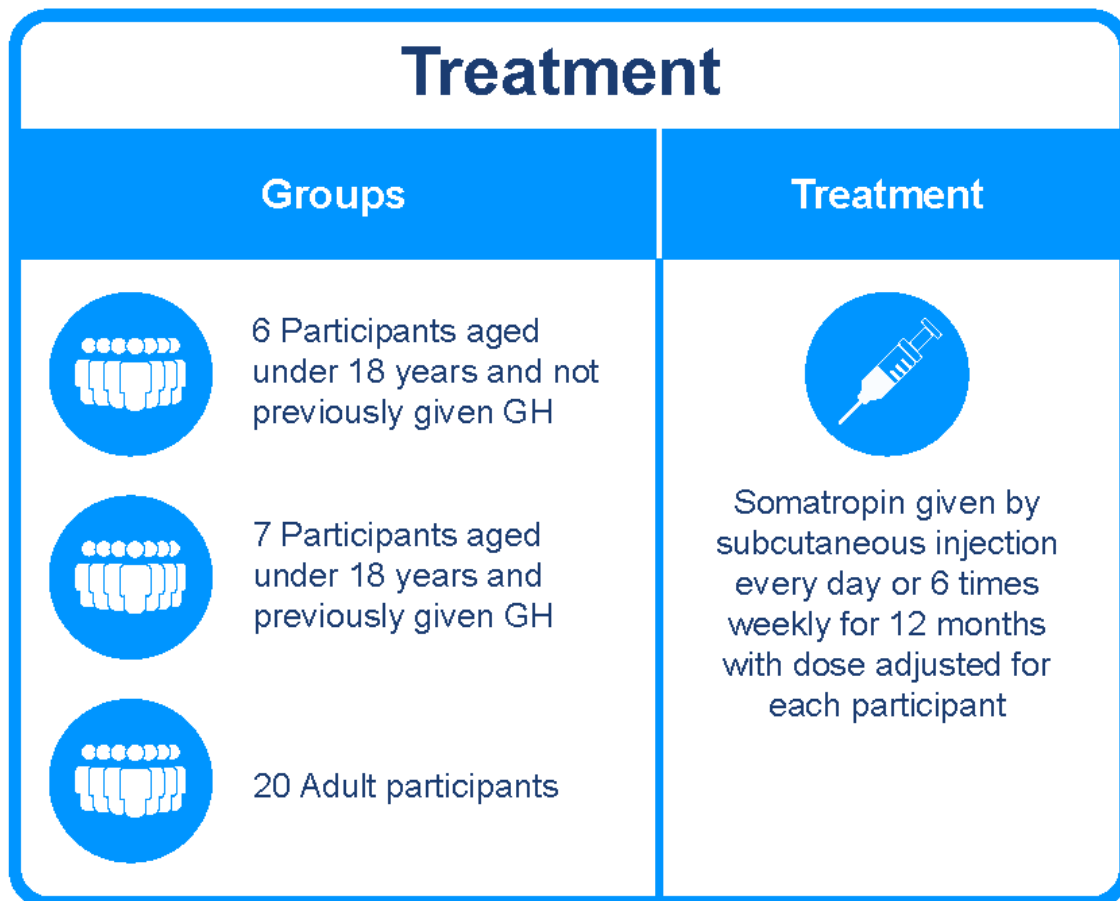 Treatment
Groups
Treatment
6 Participants aged
under 18 years and not
previously given GH
7 Participants aged
under 18 years and
previously given GH
20 Adult participants
Somatropin given by
subcutaneous injection
every day or 6 times
weekly for 12 months
with dose adjusted for
each participant